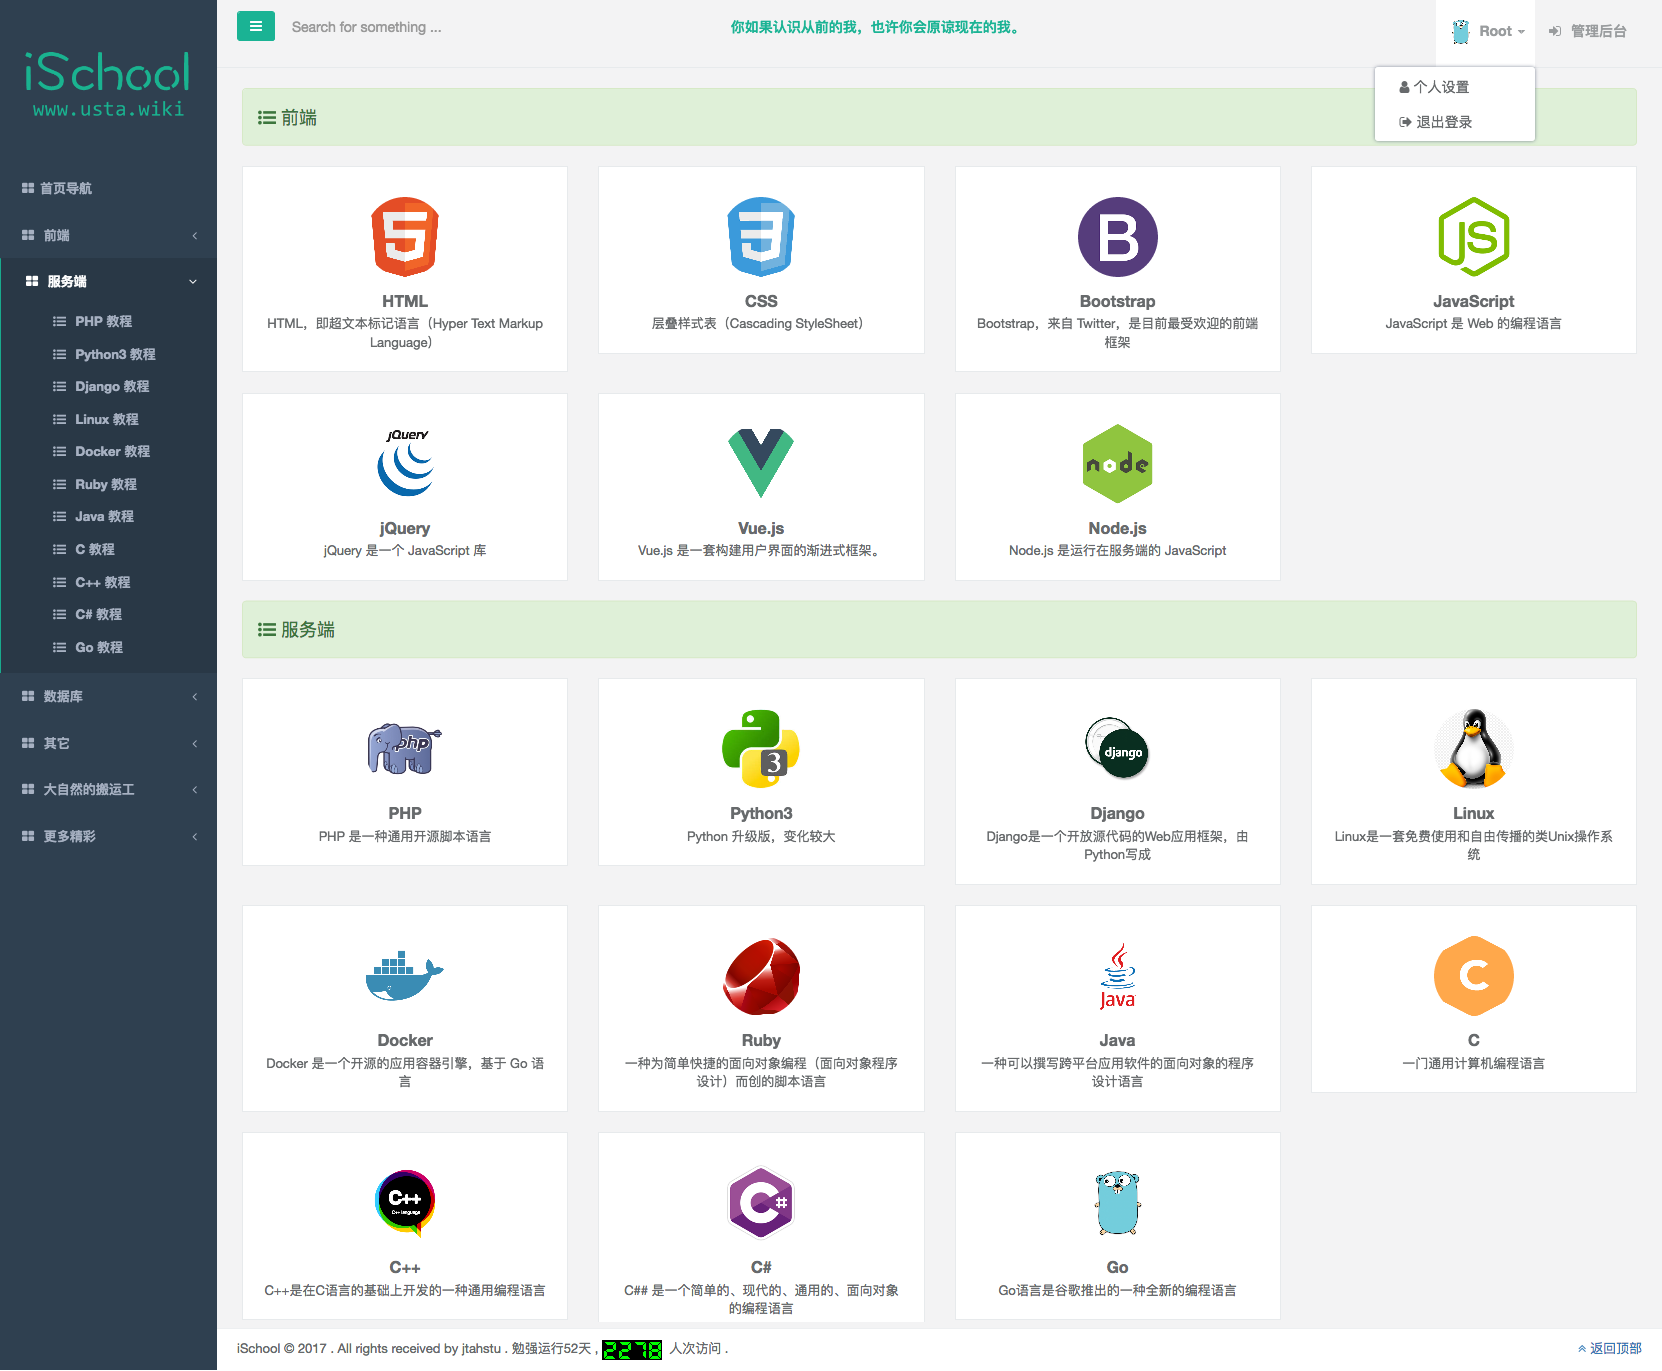 iSchool
www.usta.wiki
首页导航
前端
服务端
PHP 教程
Python3 教程
Django 教程
Linux 教程
Docker 教程
Ruby 教程
Java 教程
C 教程
C++ 教程
C# 教程
Go 教程
数据库
其它
大自然的搬运工
更多精彩
Search for something ...
你如果认识从前的我，也许你会原谅现在的我。
Root
管理后台
个人设置
退出登录
前端
HTML
HTML，即超文本标记语言（Hyper Text Markup
Language）
CSS
层叠样式表（Cascading StyleSheet）
B
Bootstrap
Bootstrap，来自 Twitter，是目前最受欢迎的前端
框架
JS
JavaScript
JavaScript 是 Web 的编程语言
jQuery
jQuery
jQuery 是一个 JavaScript 库
Vue.js
Vue.js 是一套构建用户界面的渐进式框架。
node
Node.js
Node.js 是运行在服务端的 JavaScript
服务端
php
PHP
PHP 是一种通用开源脚本语言
3
Python3
Python 升级版，变化较大
django
Django
Django是一个开放源代码的Web应用框架，由
Python写成
Linux
Linux是一套免费使用和自由传播的类Unix操作系
统
Docker
Docker 是一个开源的应用容器引擎，基于 Go 语
言
Ruby
一种为简单快捷的面向对象编程（面向对象程序
设计）而创的脚本语言
Java
Java
一种可以撰写跨平台应用软件的面向对象的程序
设计语言
C
C
一门通用计算机编程语言
C++
C++ language
C++
C++是在C语言的基础上开发的一种通用编程语言
C#
C#
C## 是一个简单的、现代的、通用的、面向对象
的编程语言
Go
Go语言是谷歌推出的一种全新的编程语言
iSchool © 2017 . All rights received by jtahstu . 勉强运行52天 , 2278 人次访问 .
返回顶部